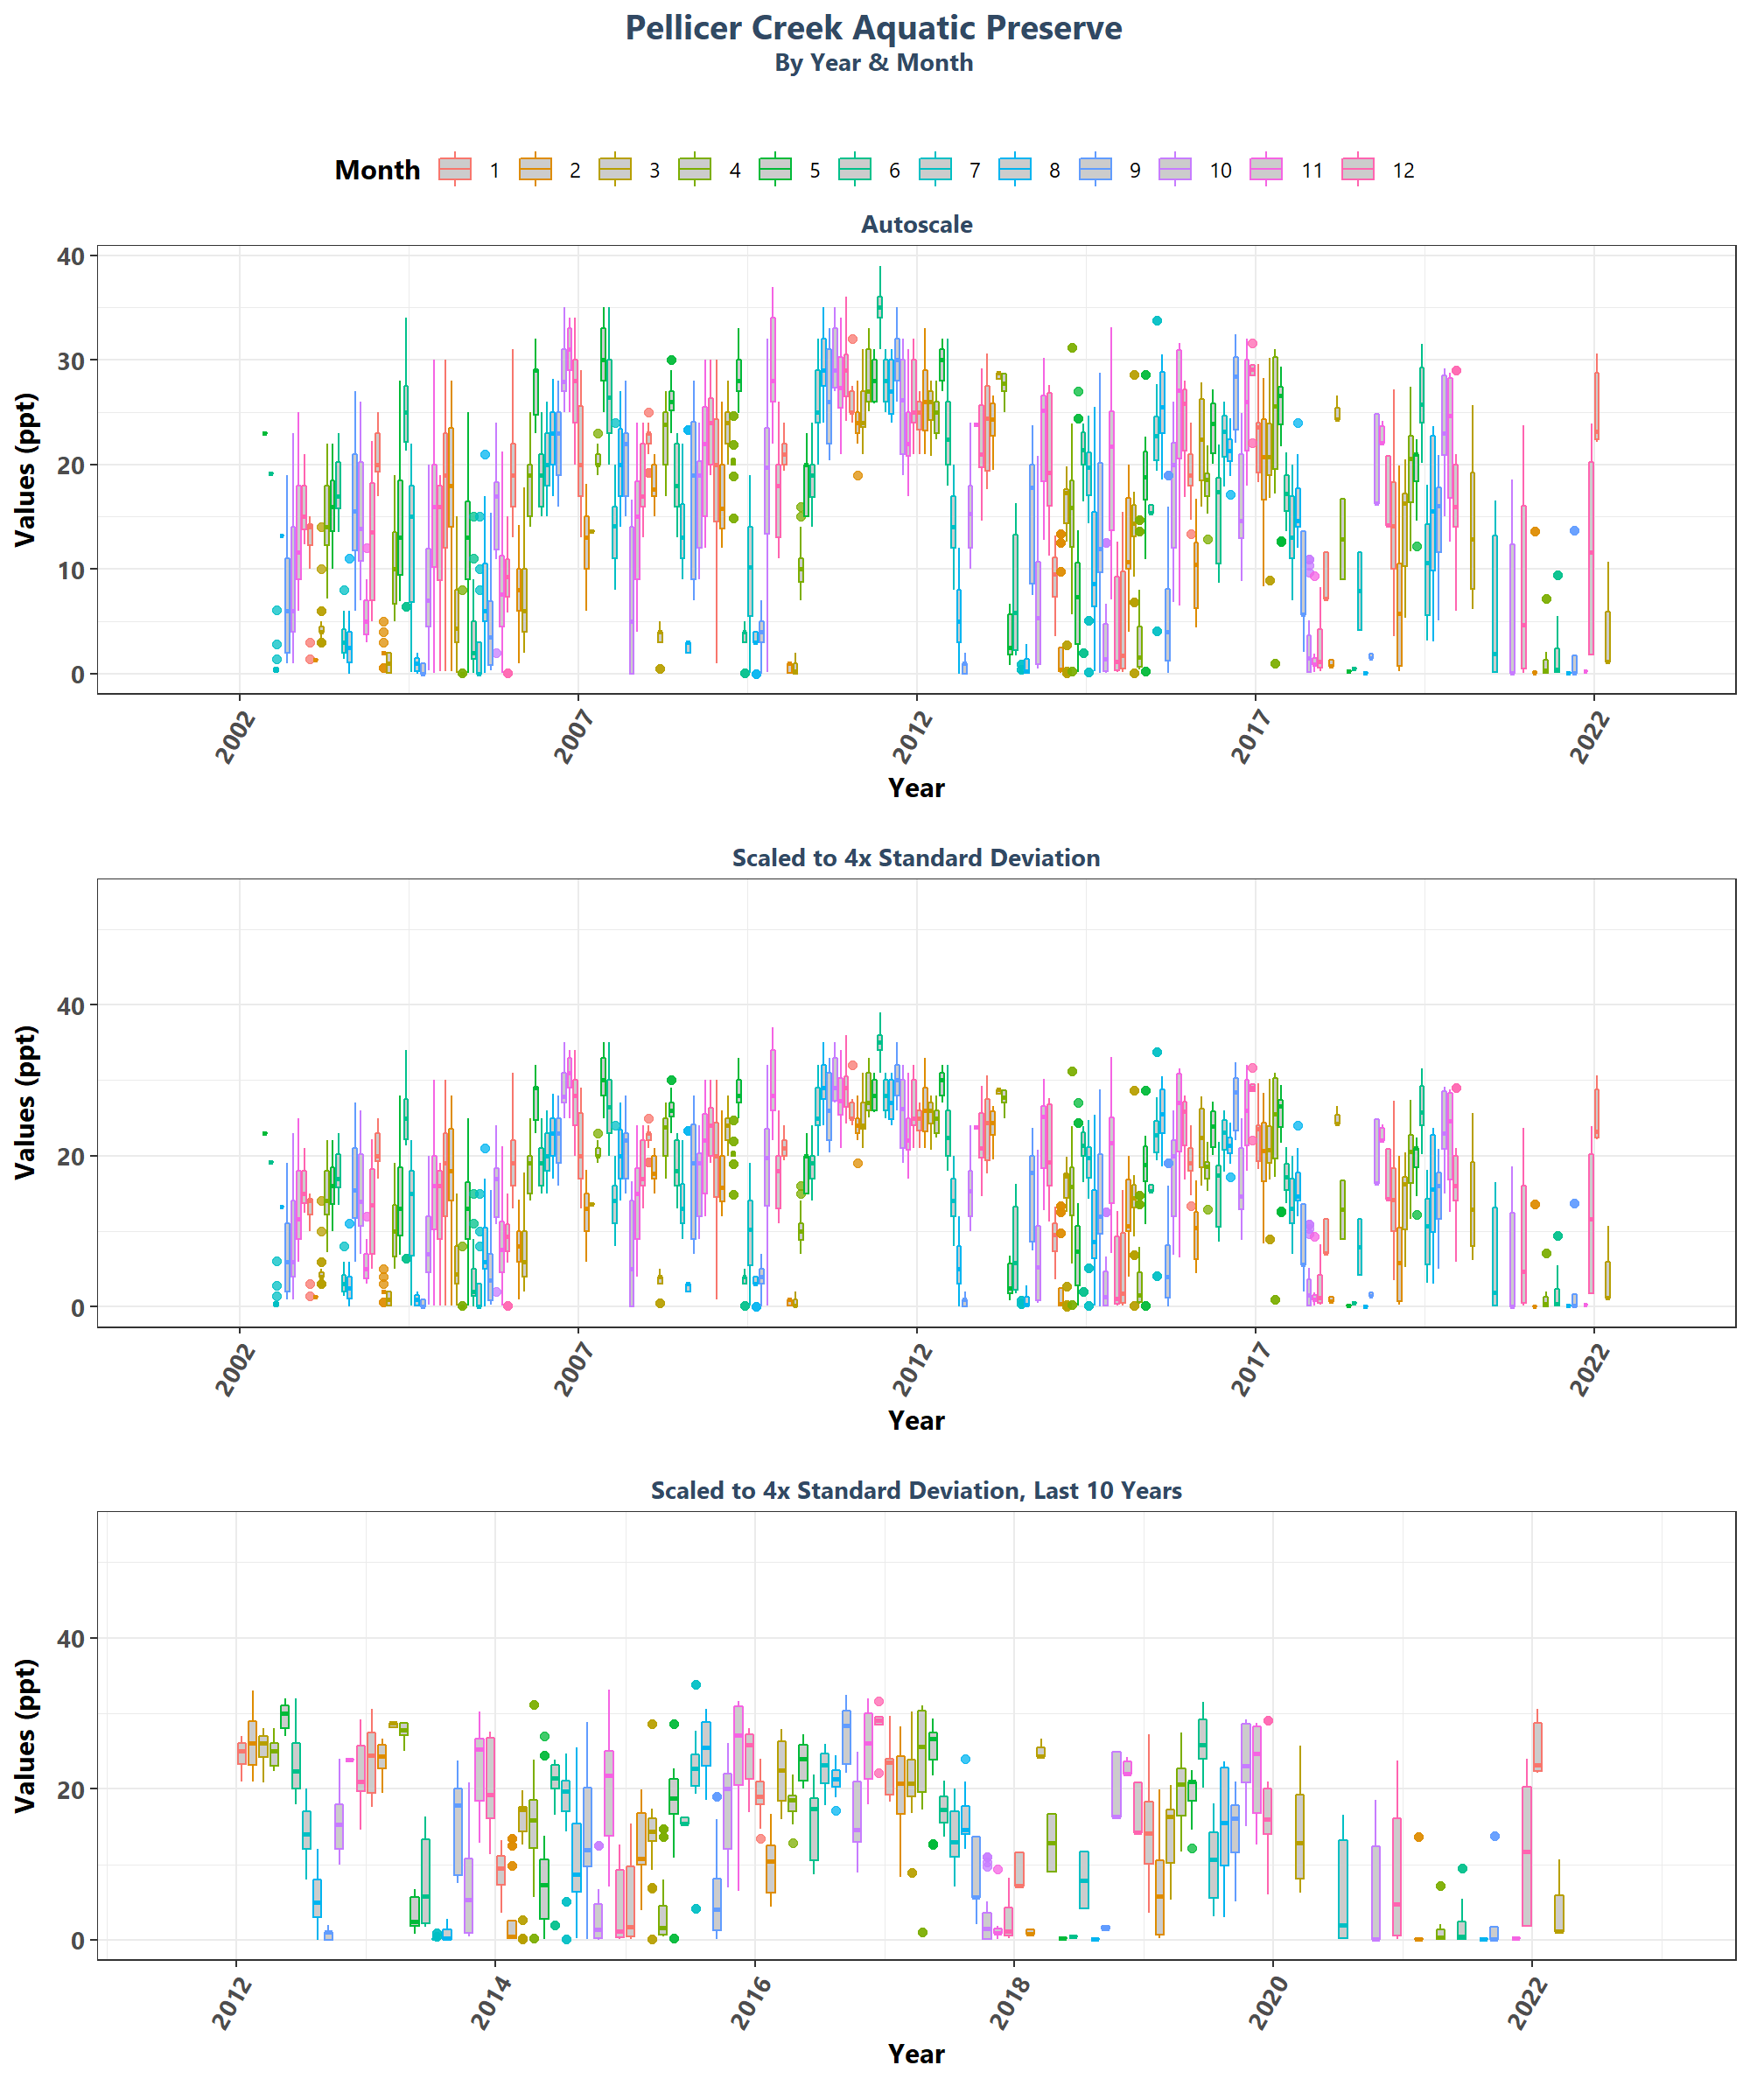 Pellicer Creek Aquatic Preserve
By Year & Month
Month 1 2 3 4 5 6 7 8 9 10 11 12
Autoscale
Values (ppt)
40
30
20
10
0
2002 2007 2012 2017 2022
Year
Scaled to 4x Standard Deviation
Values (ppt)
40
20
0
2002 2007 2012 2017 2022
Year
Scaled to 4x Standard Deviation, Last 10 Years
Values (ppt)
40
20
0
2012 2014 2016 2018 2020 2022
Year